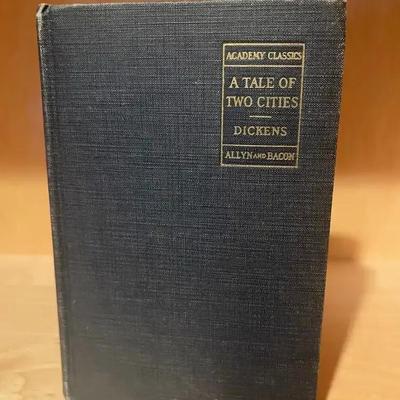 ACADEMY CLASSICS
A TALE OF
TWO CITIES
DICKENS
ALLYN AND BACON